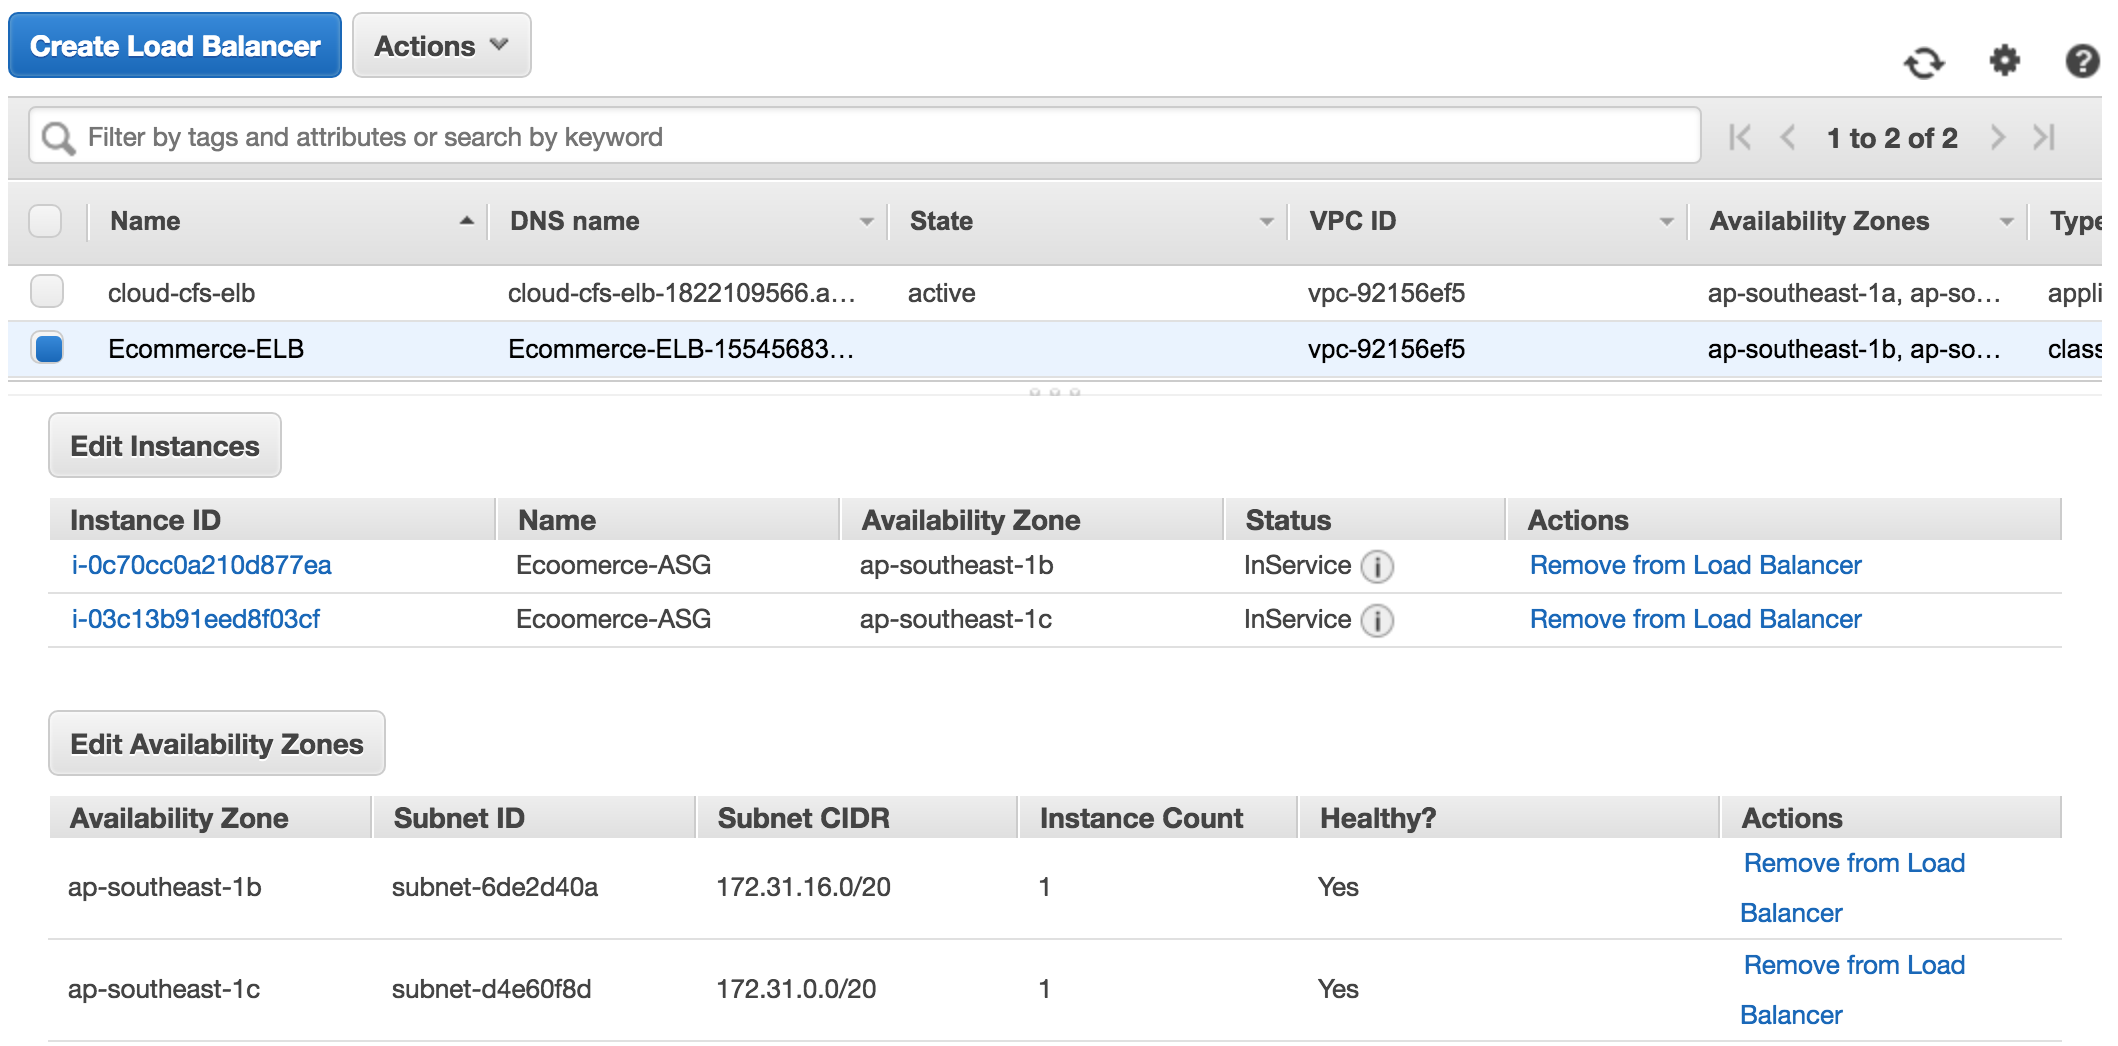 Create Load Balancer Actions
Filter by tags and attributes or search by keyword 1 to 2 of 2
Name DNS name State VPC ID Availability Zones Type
cloud-cfs-elb cloud-cfs-elb-1822109566.a… active vpc-92156ef5 ap-southeast-1a, ap-so… appli
Ecommerce-ELB Ecommerce-ELB-15545683… vpc-92156ef5 ap-southeast-1b, ap-so… class
Edit Instances
Instance ID Name Availability Zone Status Actions
i-0c70cc0a210d877ea Ecoomerce-ASG ap-southeast-1b InService i Remove from Load Balancer
i-03c13b91eed8f03cf Ecoomerce-ASG ap-southeast-1c InService i Remove from Load Balancer
Edit Availability Zones
Availability Zone Subnet ID Subnet CIDR Instance Count Healthy? Actions
ap-southeast-1b subnet-6de2d40a 172.31.16.0/20 1 Yes Remove from Load
Balancer
ap-southeast-1c subnet-d4e60f8d 172.31.0.0/20 1 Yes Remove from Load
Balancer